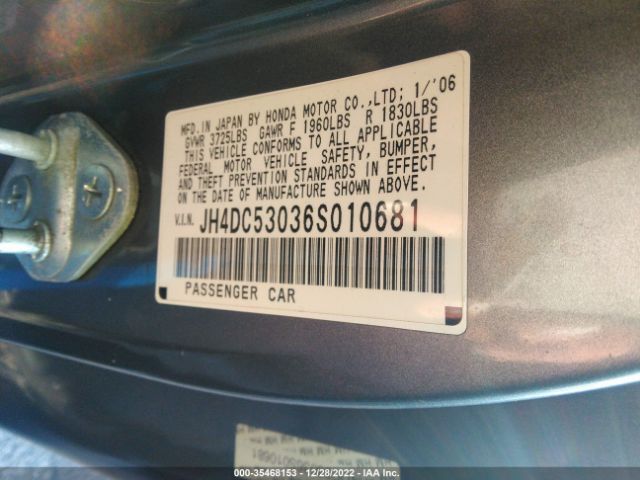 MFD. IN JAPAN BY HONDA MOTOR CO.,LTD; 1/'06
GVWR 3725LBS GAWR F 1960LBS R 1830LBS
THIS VEHICLE CONFORMS TO ALL APPLICABLE
FEDERAL MOTOR VEHICLE SAFETY, BUMPER,
AND THEFT PREVENTION STANDARDS IN EFFECT
ON THE DATE OF MANUFACTURE SHOWN ABOVE.
V.I.N. JH4DC53036S010681
PASSENGER CAR
000-35468153 - 12/28/2022 - IAA Inc.